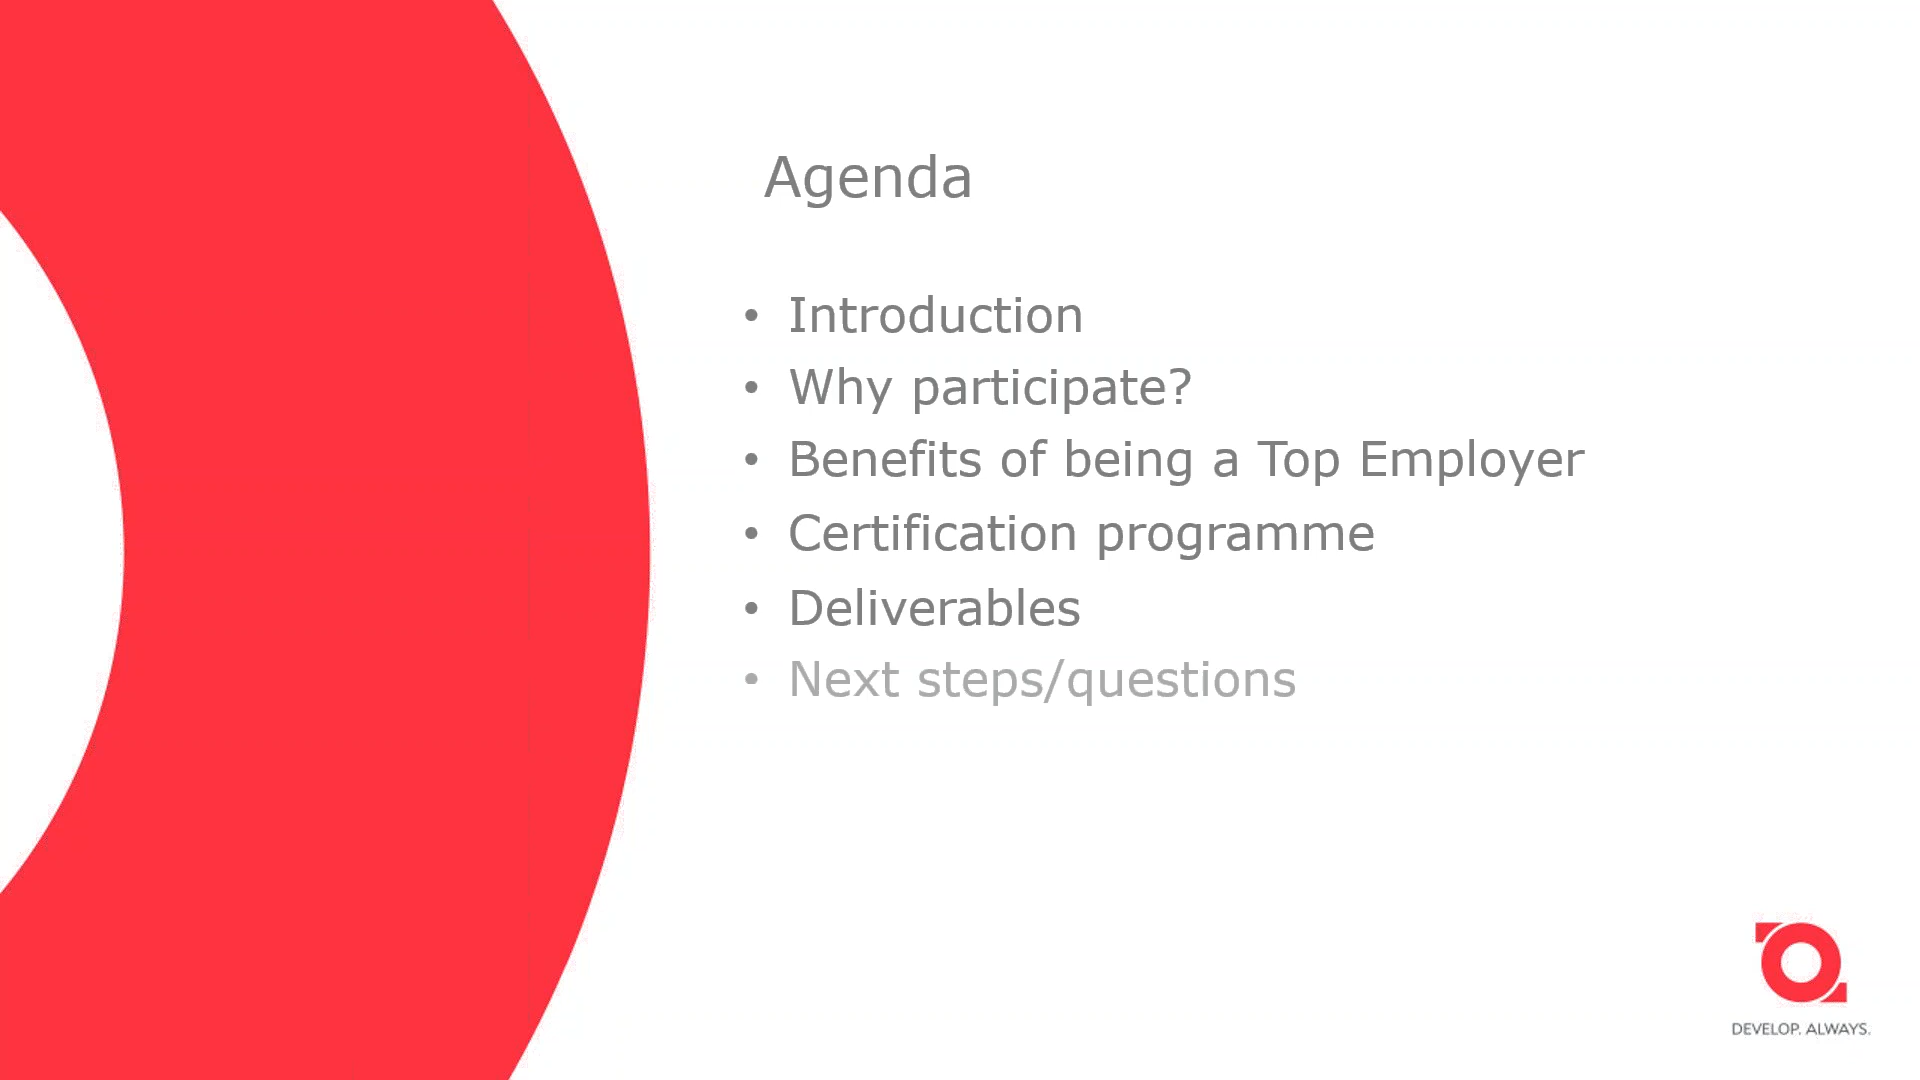 Agenda
• Introduction
• Why participate?
• Benefits of being a Top Employer
• Certification programme
• Deliverables
• Next steps/questions
DEVELOP. ALWAYS.